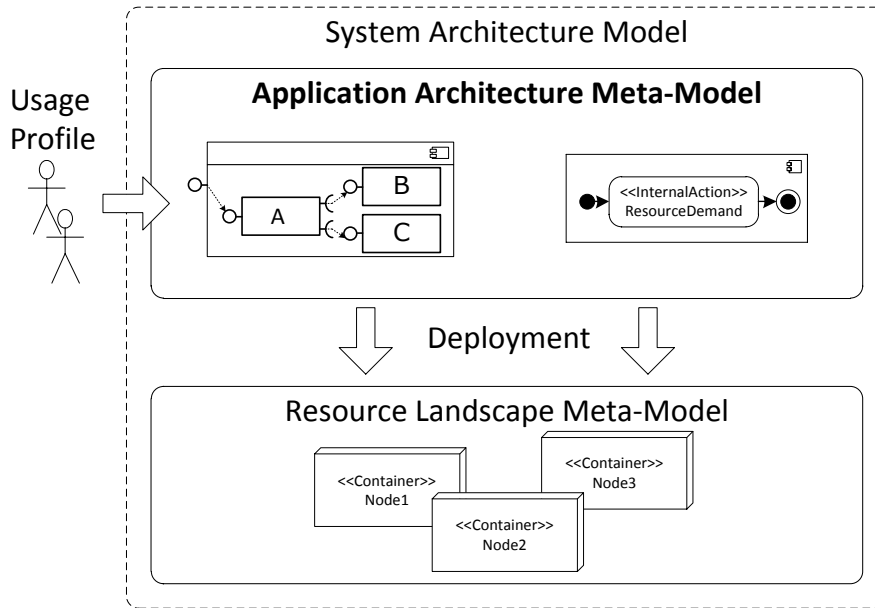 System Architecture Model
Usage
Profile
Application Architecture Meta-Model
A
B
C
<<InternalAction>>
ResourceDemand
Deployment
Resource Landscape Meta-Model
<<Container>>
Node1
<<Container>>
Node2
<<Container>>
Node3